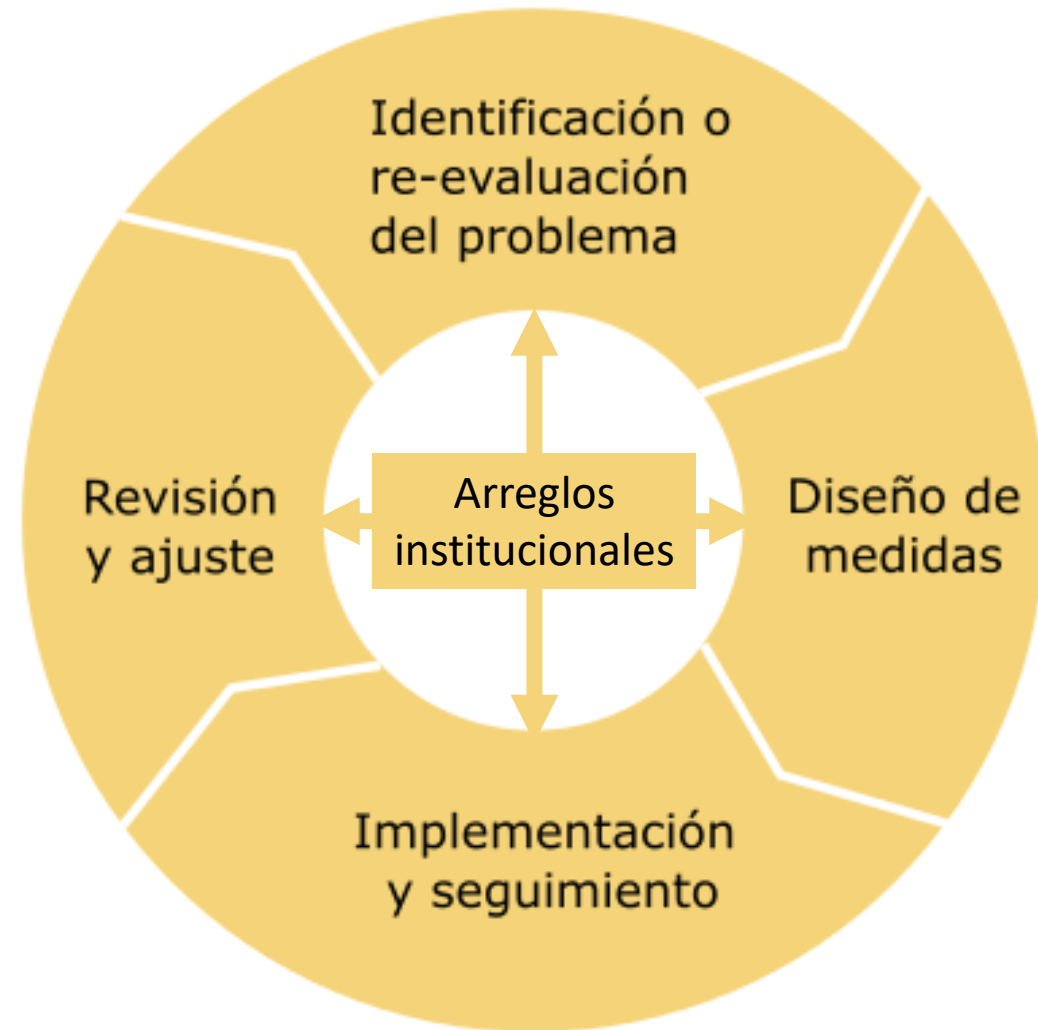 Identificación o
re-evaluación
del problema
Arreglos
institucionales
Diseño de
medidas
Revisión
y ajuste
Implementación
y seguimiento